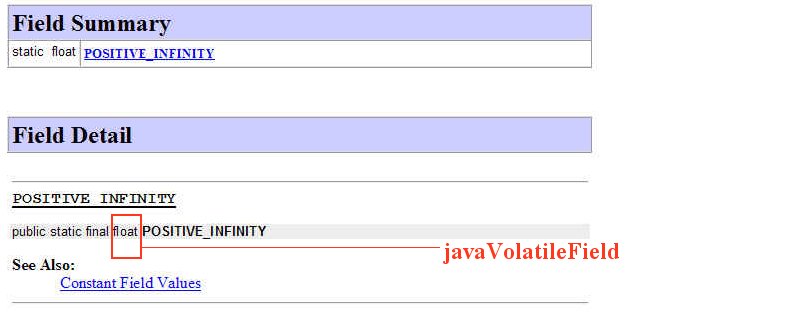 Field Summary
static float POSITIVE_INFINITY
Field Detail
POSITIVE_INFINITY
public static final float POSITIVE_INFINITY
javaVolatileField
See Also:
Constant Field Values